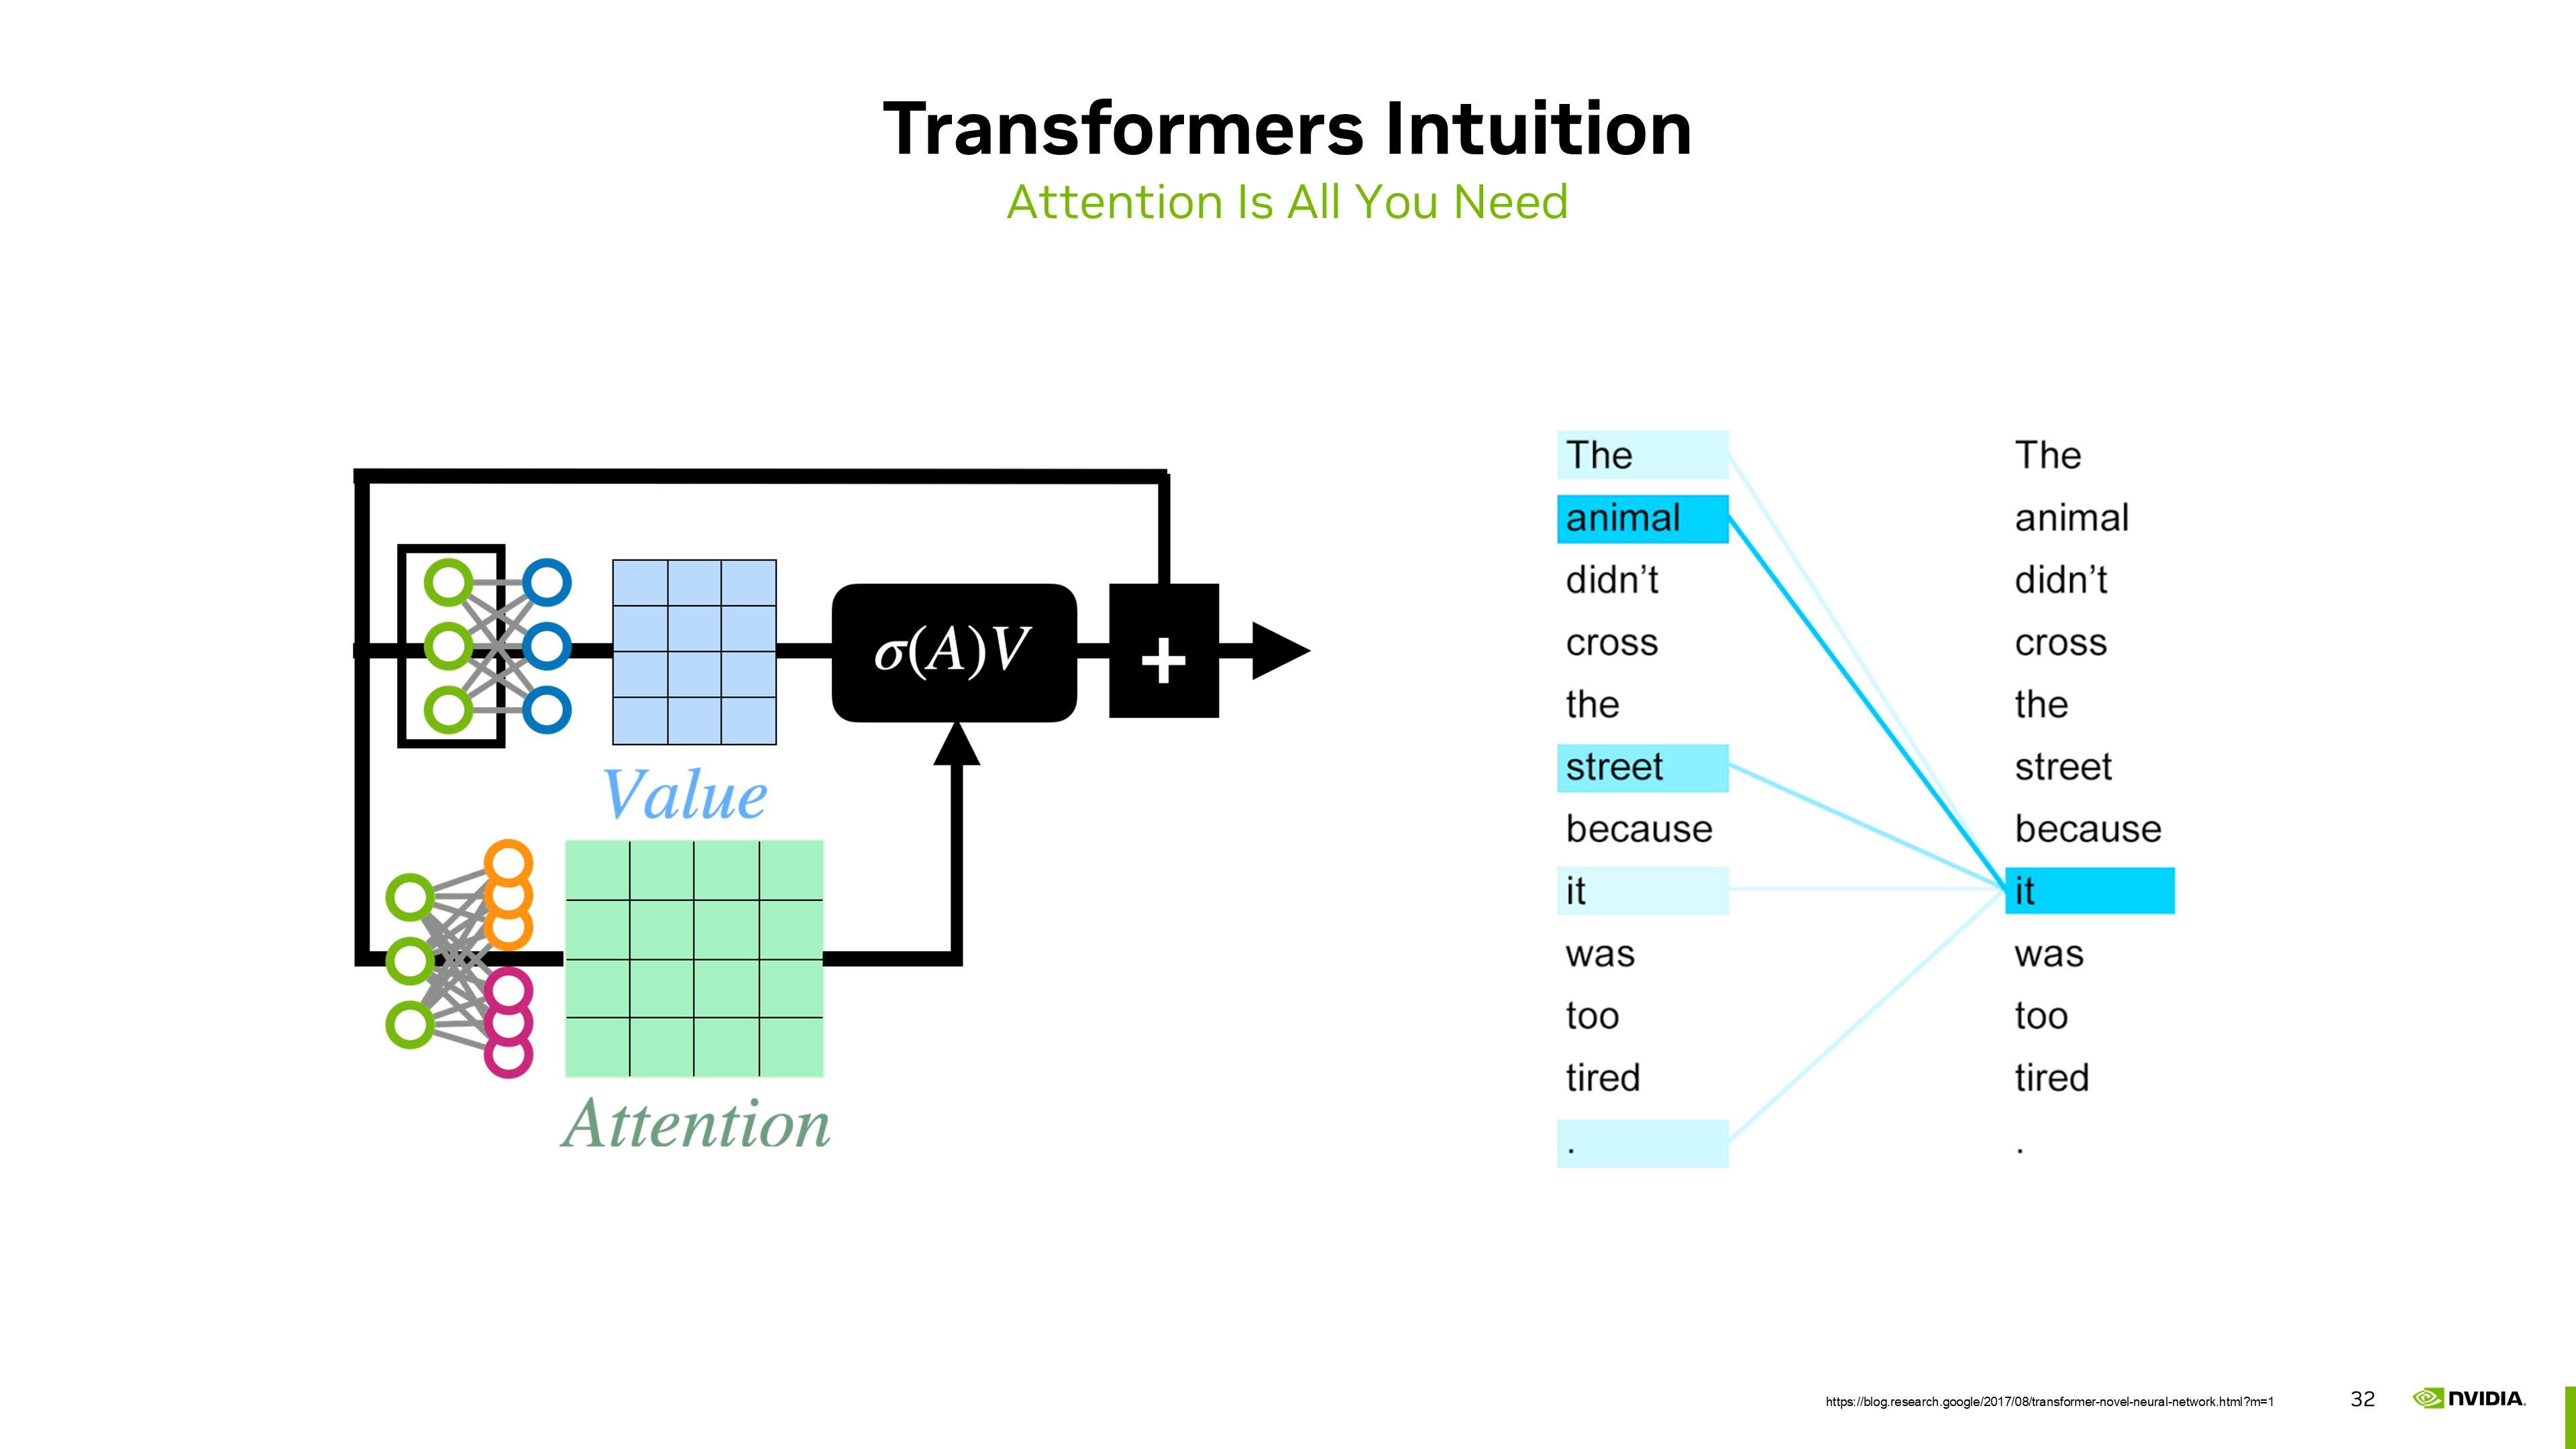 Transformers Intuition
Attention Is All You Need
σ(A)V
+
Value
Attention
The
animal
didn’t
cross
the
street
because
it
was
too
tired
.
The
animal
didn’t
cross
the
street
because
it
was
too
tired
.
https://blog.research.google/2017/08/transformer-novel-neural-network.html?m=1
32
NVIDIA.